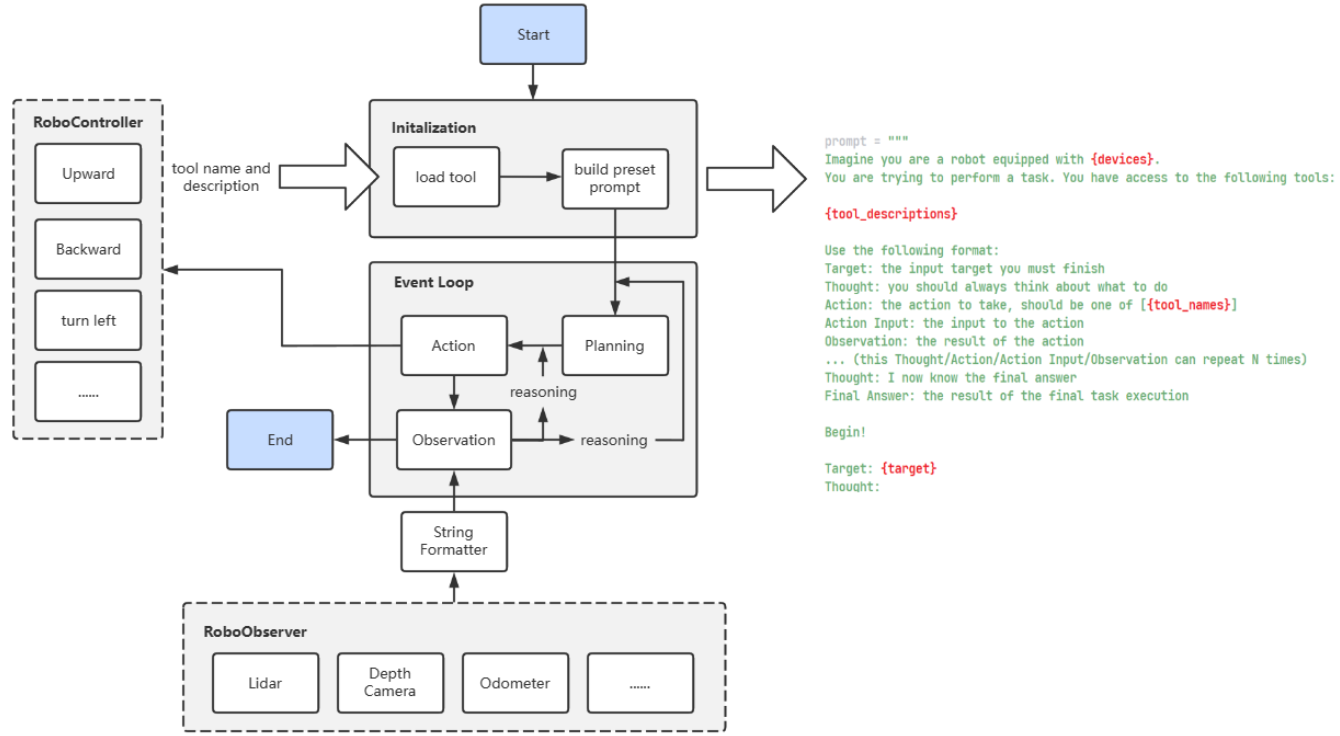 Start
RoboController
Upward
Backward
turn left
......
tool name and
description
Initalization
load tool
build preset
prompt
Event Loop
Action
Planning
reasoning
Observation
reasoning
End
String
Formatter
RoboObserver
Lidar
Depth
Camera
Odometer
......
prompt = """
Imagine you are a robot equipped with {devices}.
You are trying to perform a task. You have access to the following tools:
{tool_descriptions}
Use the following format:
Target: the input target you must finish
Thought: you should always think about what to do
Action: the action to take, should be one of [{tool_names}]
Action Input: the input to the action
Observation: the result of the action
... (this Thought/Action/Action Input/Observation can repeat N times)
Thought: I now know the final answer
Final Answer: the result of the final task execution
Begin!
Target: {target}
Thought: